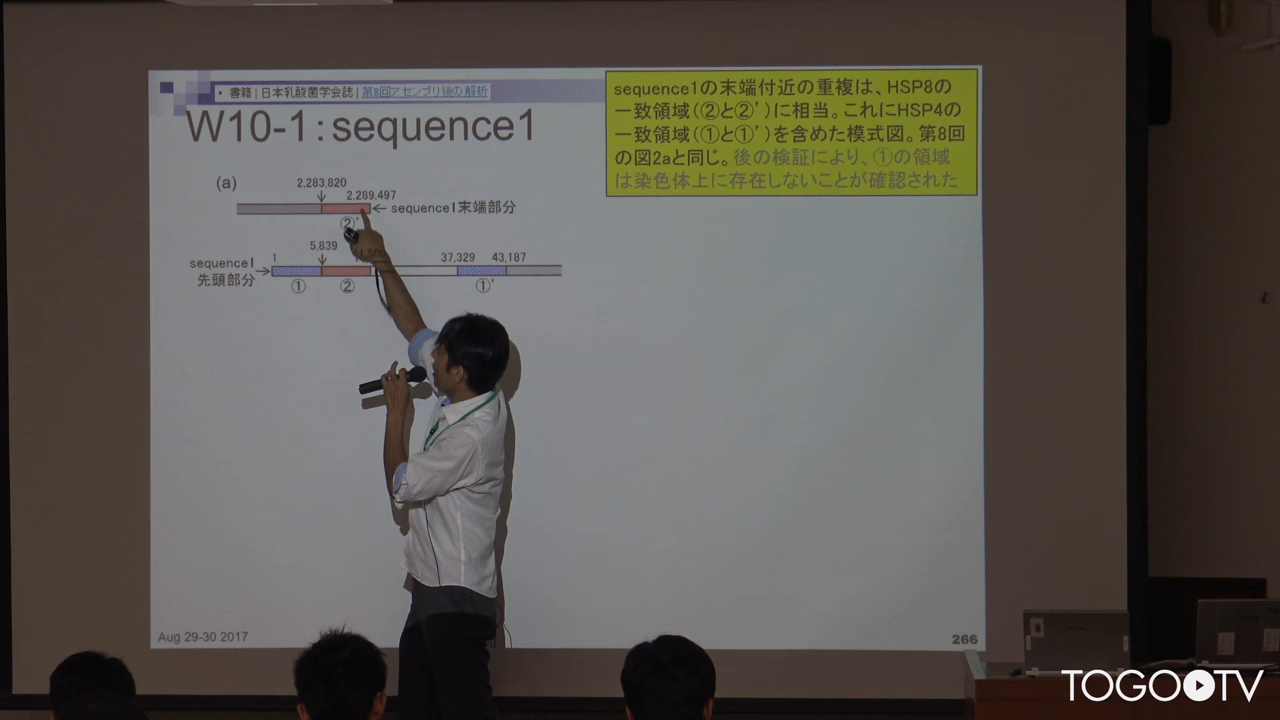 • 書籍 | 日本乳酸菌学会誌 | 第8回アセンブリ後の解析
W10-1：sequence1
sequence1の末端付近の重複は、HSP8の
一致領域（②と②'）に相当。これにHSP4の
一致領域（①と①'）を含めた模式図。第8回
の図2aと同じ。後の検証により、①の領域
は染色体上に存在しないことが確認された
(a)
2,283,820
2,289,497
←sequence1末端部分
②'
5,839
sequence1
先頭部分
1
37,329
43,187
①
②
①'
Aug 29-30 2017
266
TOGO TV